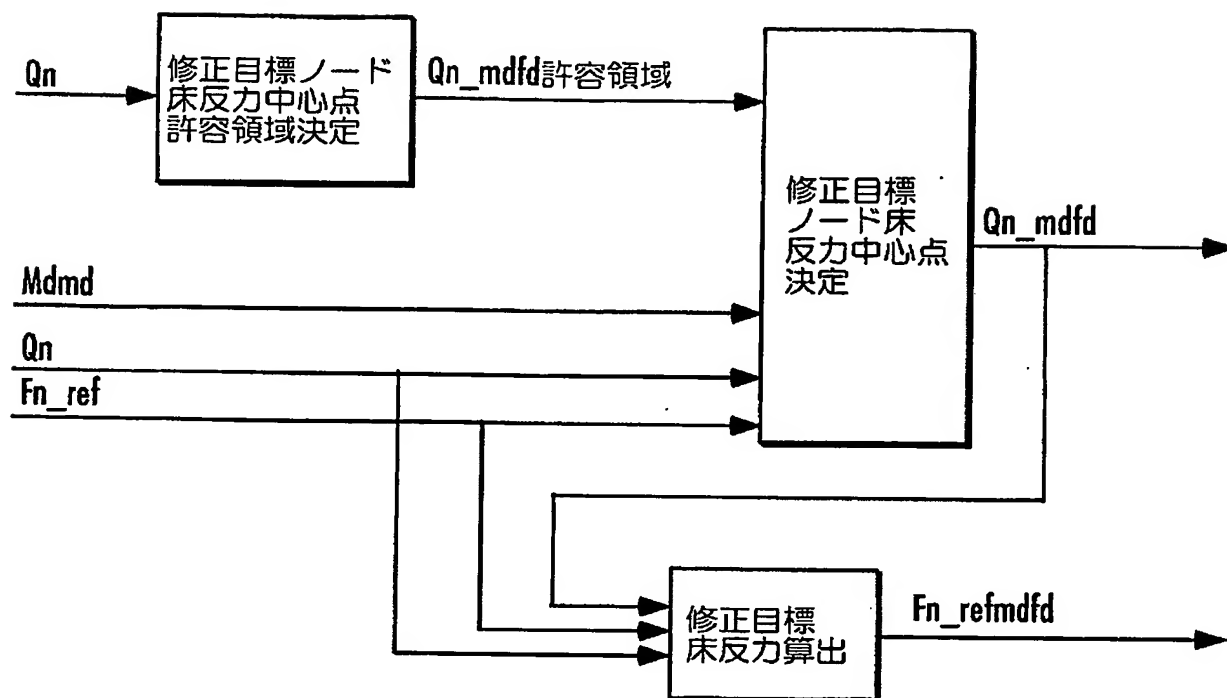 Qn
修正目標ノード
床反力中心点
許容領域決定
Qn_mdfd許容領域
修正目標
ノード床
反力中心点
決定
Qn_mdfd
Mdmd
Qn
Fn_ref
修正目標
床反力算出
Fn_refmdfd